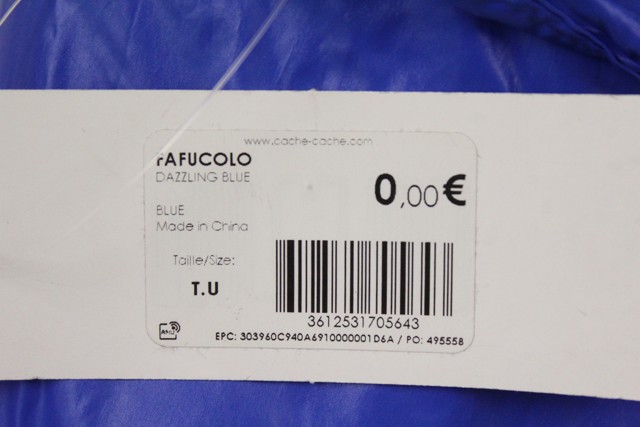 www.cache-cache.com
FAFUCOLO
DAZZLING BLUE
0,00€
BLUE
Made in China
Taille/Size:
T.U
3612531705643
EPC: 303960C940A6910000001D6A / PO: 495558